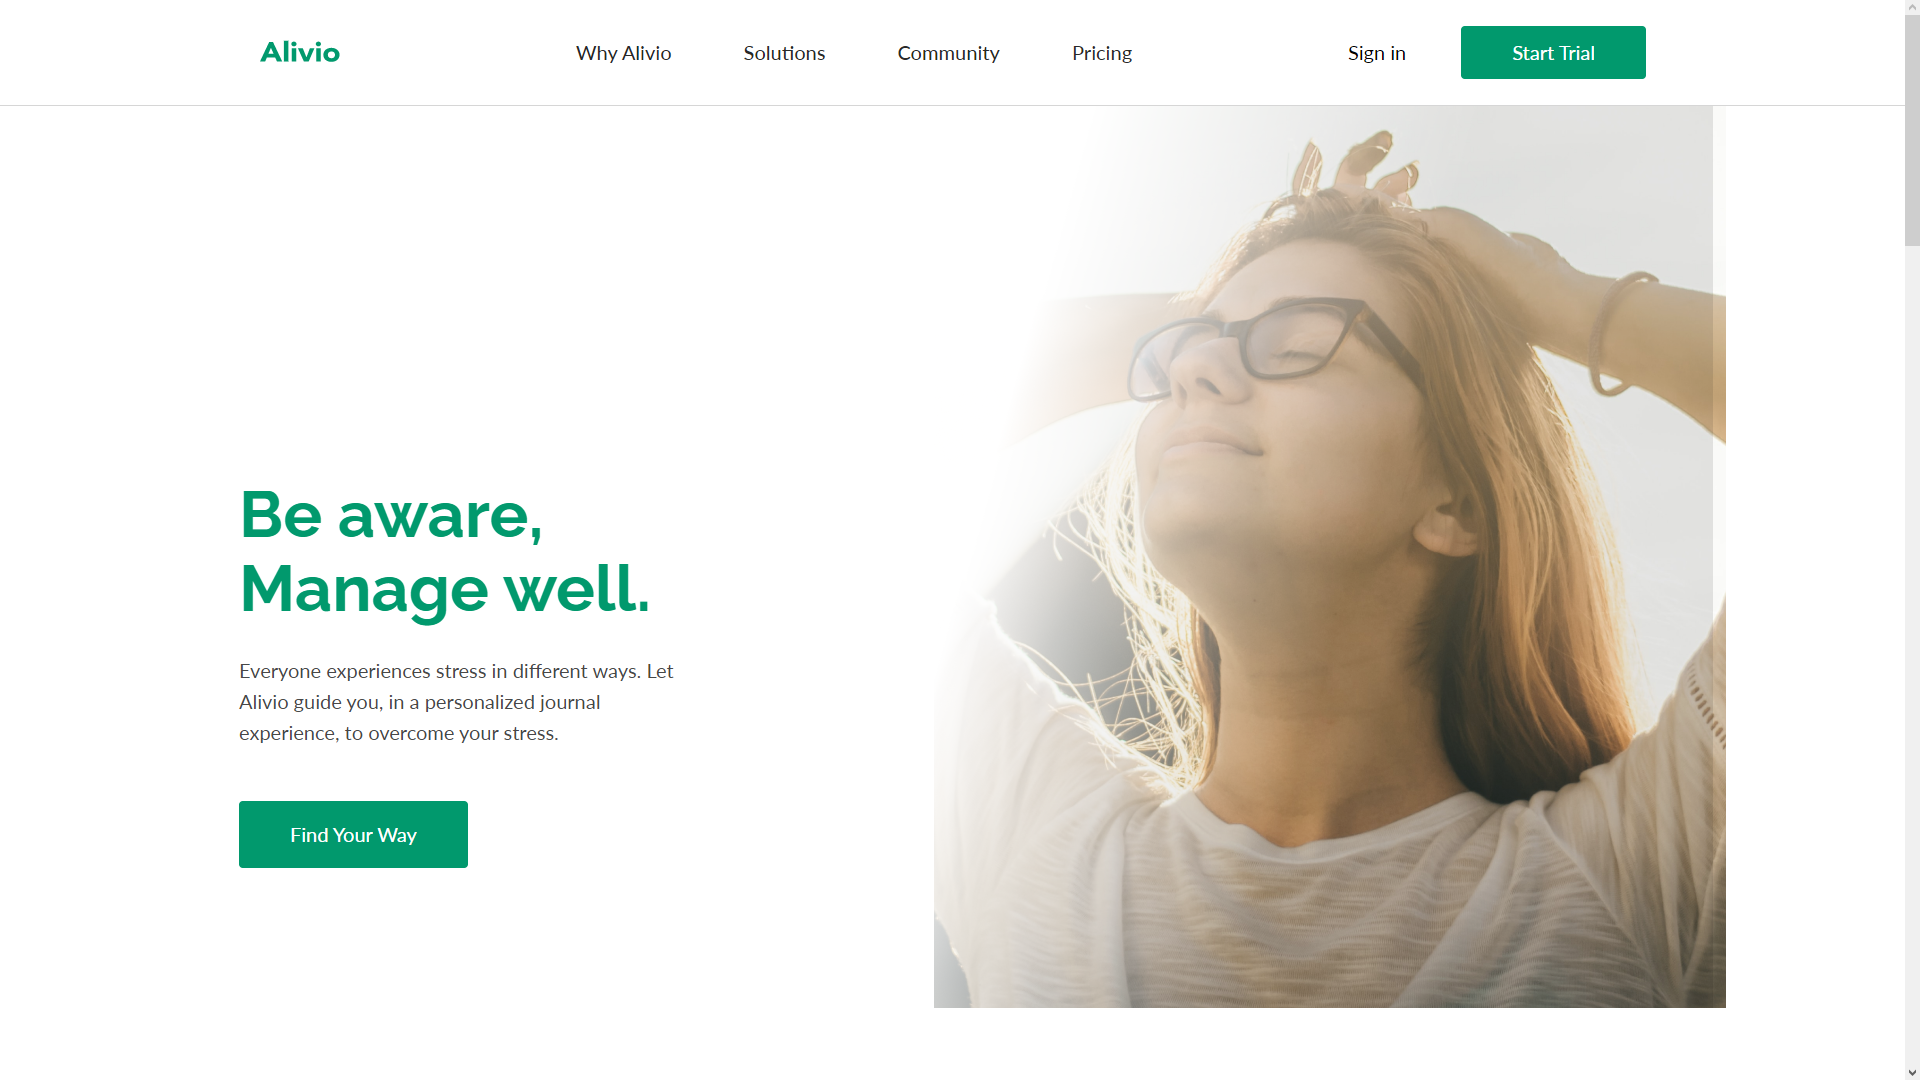 Alivio
Why Alivio
Solutions
Community
Pricing
Sign in
Start Trial
Be aware,
Manage well.
Everyone experiences stress in different ways. Let
Alivio guide you, in a personalized journal
experience, to overcome your stress.
Find Your Way